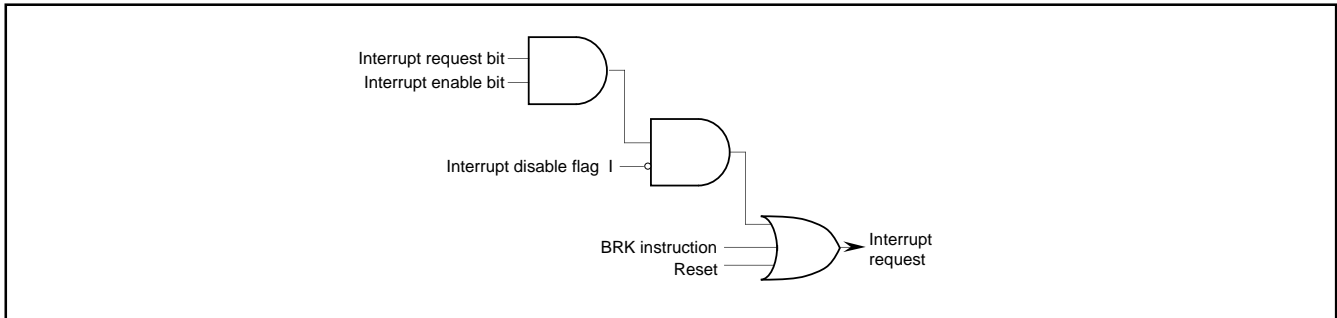 Interrupt request bit
Interrupt enable bit
Interrupt disable flag I
BRK instruction
Reset
Interrupt
request